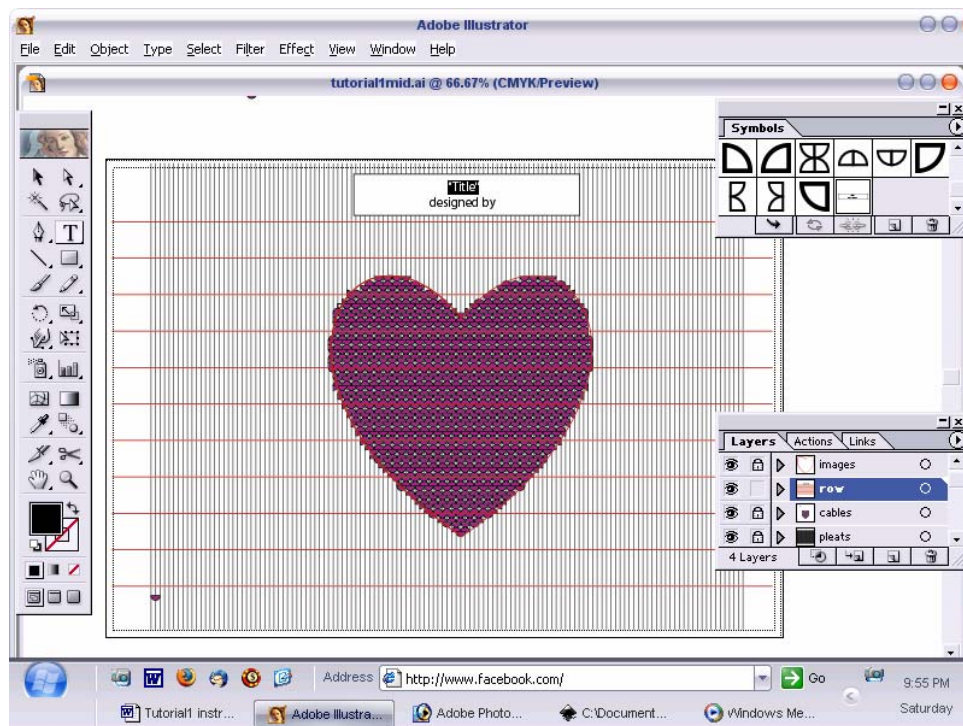 Adobe Illustrator
File Edit Object Type Select Filter Effect View Window Help
tutorial1mid.ai @ 66.67% (CMYK/Preview)
Symbols
"Title"
designed by
T
Layers Actions Links
images
row
cables
pleats
4 Layers
Address http://www.facebook.com/ Go
9:55 PM
Saturday
Tutorial1 instr... Adobe Illustra... Adobe Photo... C:\Document... Windows Me...